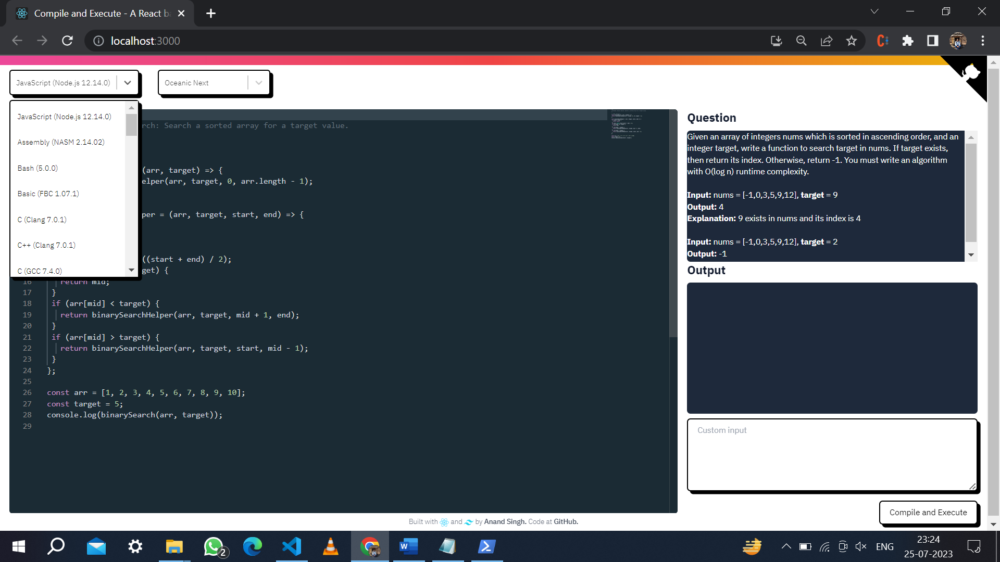 Compile and Execute - A React b
localhost:3000
JavaScript (Node.js 12.14.0)
Oceanic Next
JavaScript (Node.js 12.14.0)
Assembly (NASM 2.14.02)
Bash (5.0.0)
Basic (FBC 1.07.1)
C (Clang 7.0.1)
C++ (Clang 7.0.1)
C (GCC 7.4.0)
rch: Search a sorted array for a target value.
(arr, target) => {
elper(arr, target, 0, arr.length - 1);
per = (arr, target, start, end) => {
((start + end) / 2);
get) {
16 return mid;
17 }
18 if (arr[mid] < target) {
19 return binarySearchHelper(arr, target, mid + 1, end);
20 }
21 if (arr[mid] > target) {
22 return binarySearchHelper(arr, target, start, mid - 1);
23 }
24 };
25
26 const arr = [1, 2, 3, 4, 5, 6, 7, 8, 9, 10];
27 const target = 5;
28 console.log(binarySearch(arr, target));
29
Question
Given an array of integers nums which is sorted in ascending order, and an
integer target, write a function to search target in nums. If target exists,
then return its index. Otherwise, return -1. You must write an algorithm
with O(log n) runtime complexity.
Input: nums = [-1,0,3,5,9,12], target = 9
Output: 4
Explanation: 9 exists in nums and its index is 4
Input: nums = [-1,0,3,5,9,12], target = 2
Output: -1
Output
Custom input
Compile and Execute
Built with and by Anand Singh. Code at GitHub.
2
W
ENG
23:24
25-07-2023